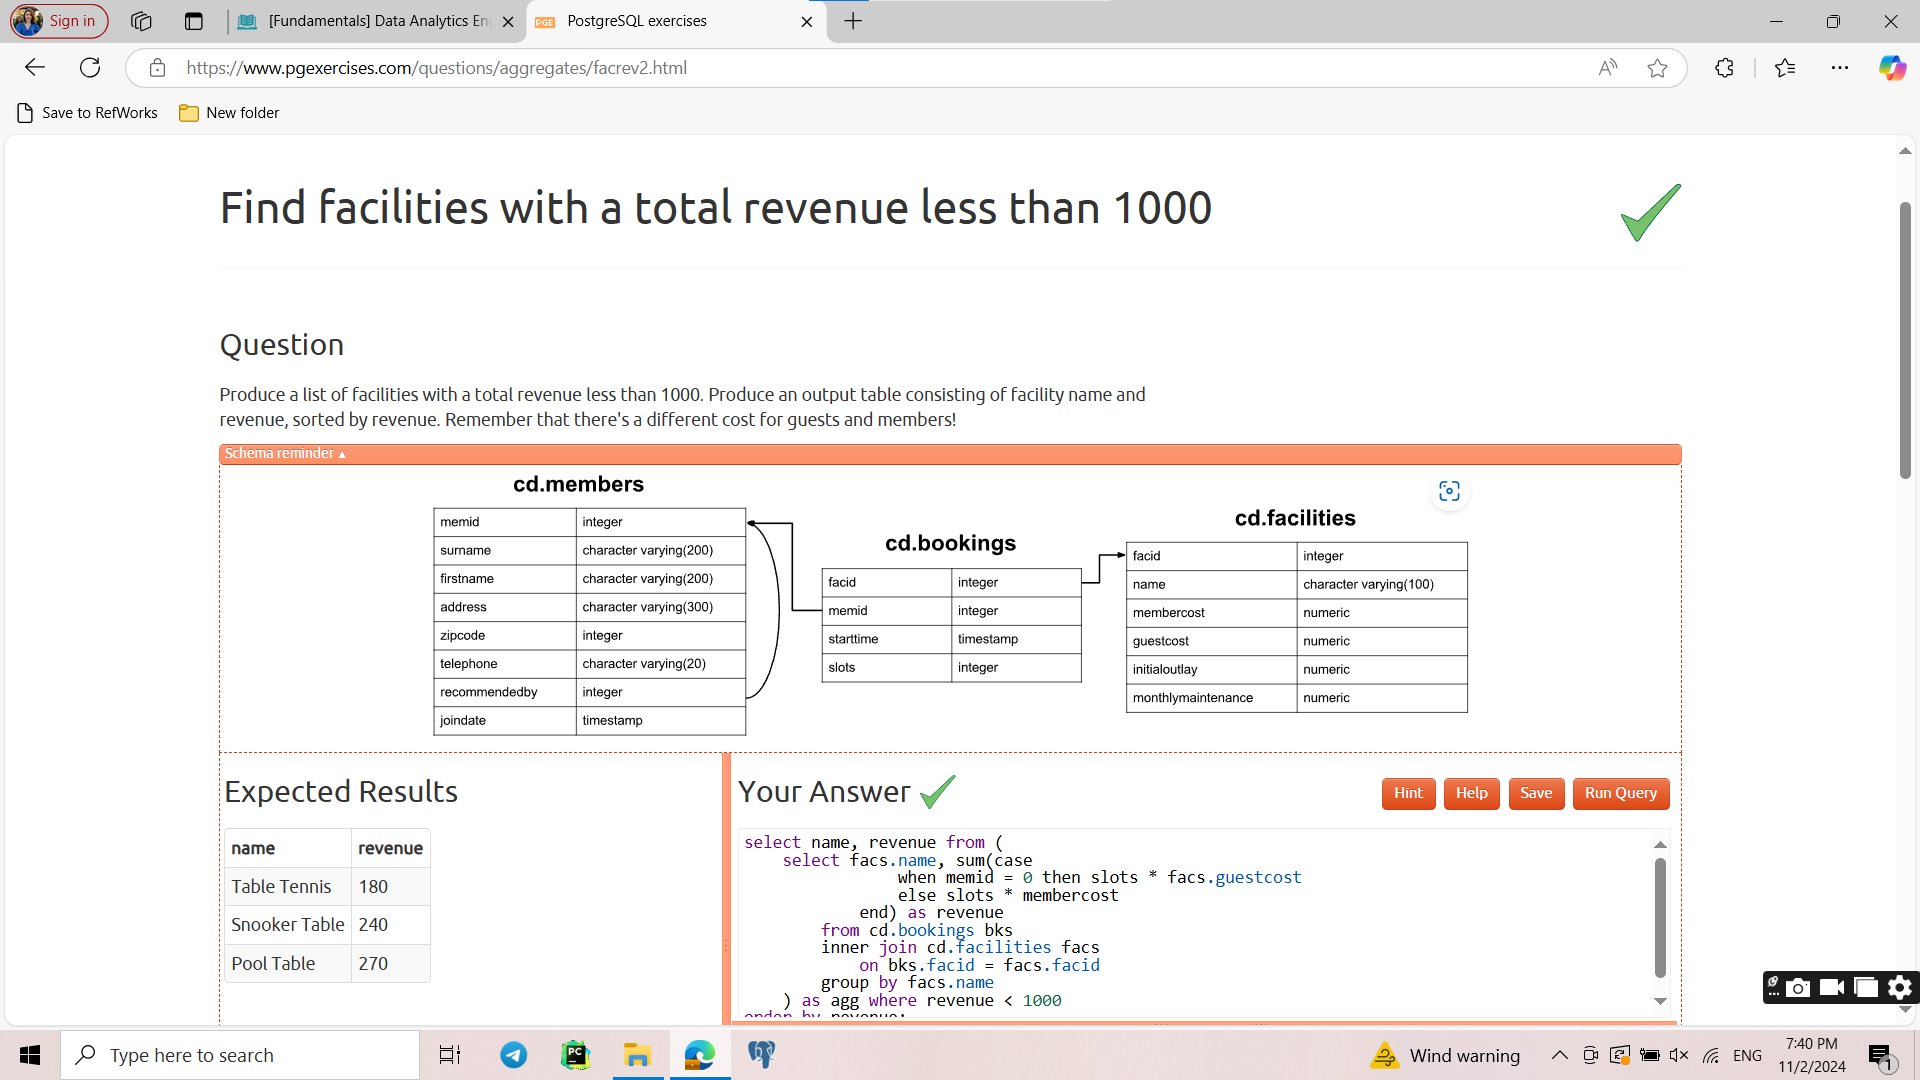 Sign in
[Fundamentals] Data Analytics En
PGE
PostgreSQL exercises
https://www.pgexercises.com/questions/aggregates/facrev2.html
Save to RefWorks
New folder
Find facilities with a total revenue less than 1000
Question
Produce a list of facilities with a total revenue less than 1000. Produce an output table consisting of facility name and
revenue, sorted by revenue. Remember that there's a different cost for guests and members!
Schema reminder ▲
cd.members
memid integer
surname character varying(200)
firstname character varying(200)
address character varying(300)
zipcode integer
telephone character varying(20)
recommendedby integer
joindate timestamp
cd.bookings
facid integer
memid integer
starttime timestamp
slots integer
cd.facilities
facid integer
name character varying(100)
membercost numeric
guestcost numeric
initialoutlay numeric
monthlymaintenance numeric
Expected Results
name revenue
Table Tennis 180
Snooker Table 240
Pool Table 270
Your Answer
Hint
Help
Save
Run Query
select name, revenue from (
select facs.name, sum(case
when memid = 0 then slots * facs.guestcost
else slots * membercost
end) as revenue
from cd.bookings bks
inner join cd.facilities facs
on bks.facid = facs.facid
group by facs.name
) as agg where revenue < 1000
order by revenue;
Type here to search
PC
Wind warning
ENG
7:40 PM
11/2/2024
1